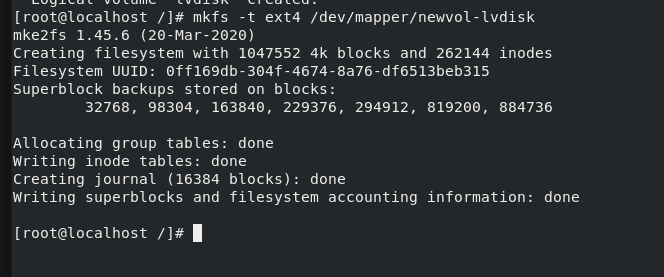 Logical volume "lvdisk" created.
[root@localhost /]# mkfs -t ext4 /dev/mapper/newvol-lvdisk
mke2fs 1.45.6 (20-Mar-2020)
Creating filesystem with 1047552 4k blocks and 262144 inodes
Filesystem UUID: 0ff169db-304f-4674-8a76-df6513beb315
Superblock backups stored on blocks:
32768, 98304, 163840, 229376, 294912, 819200, 884736
Allocating group tables: done
Writing inode tables: done
Creating journal (16384 blocks): done
Writing superblocks and filesystem accounting information: done
[root@localhost /]#